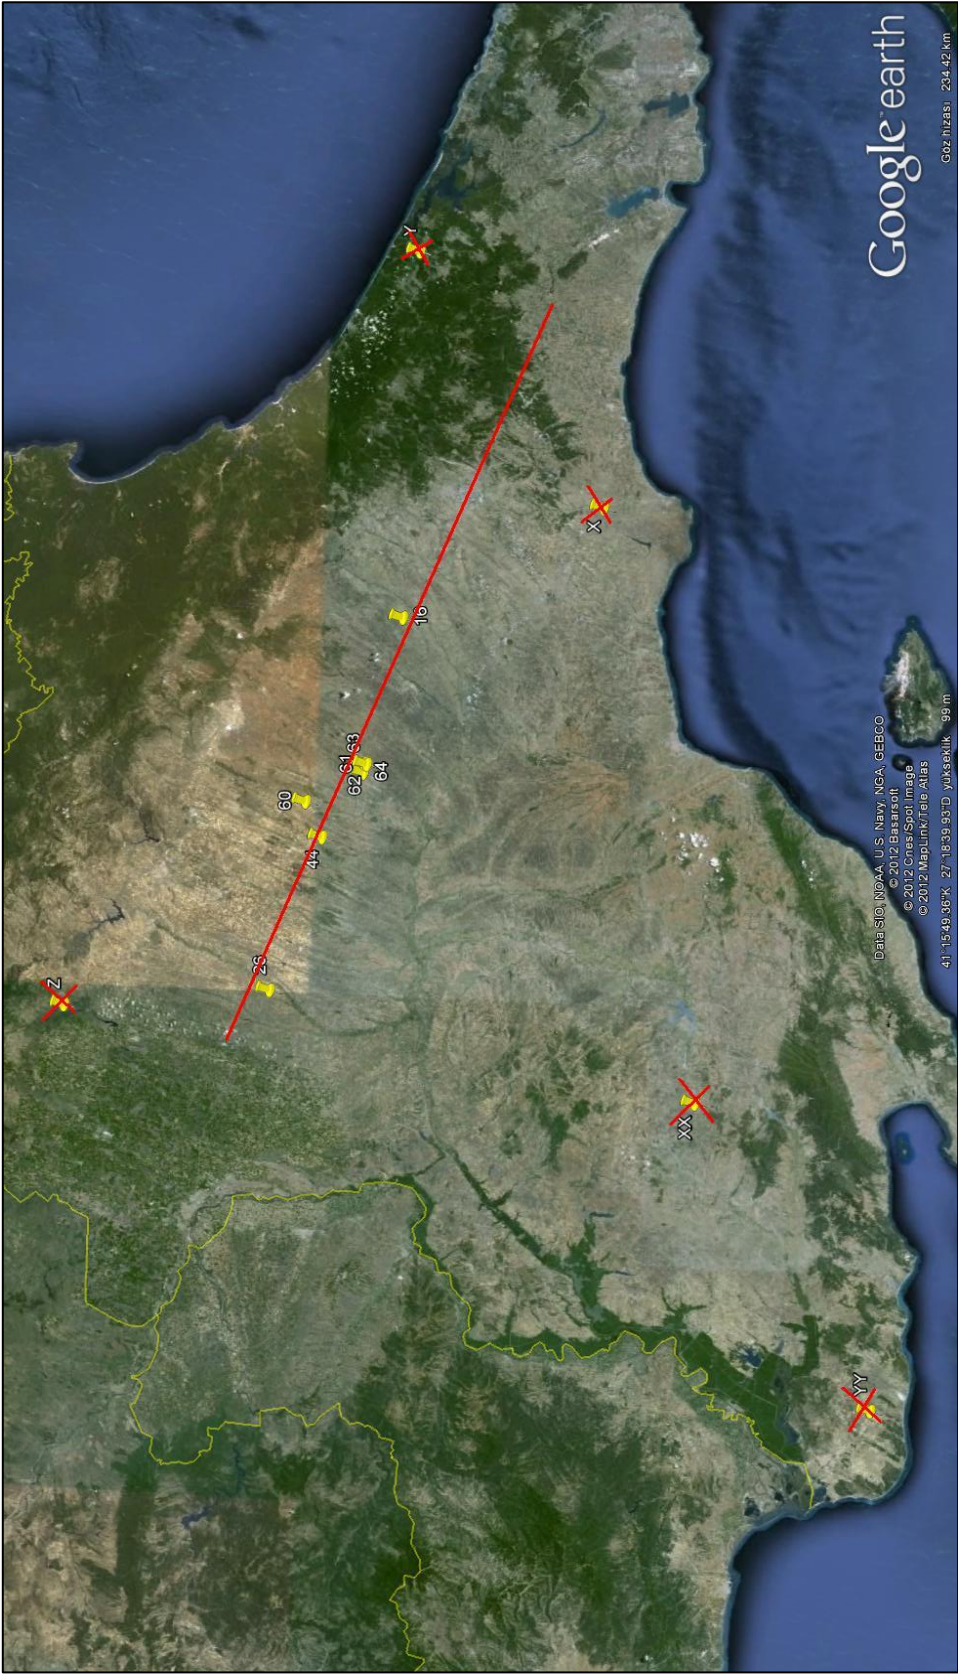 Z
26
60
44
61 63
62
64
Y
16
X
XX
YY
Data SIO, NOAA, U.S. Navy, NGA, GEBCO
© 2012 Basarsoft
© 2012 Cnes/Spot Image
© 2012 MapLink/Tele Atlas
Google earth
41°15'49.36"K 27°18'39.93"D yükseklik 99 m
Göz hizası 234.42 km